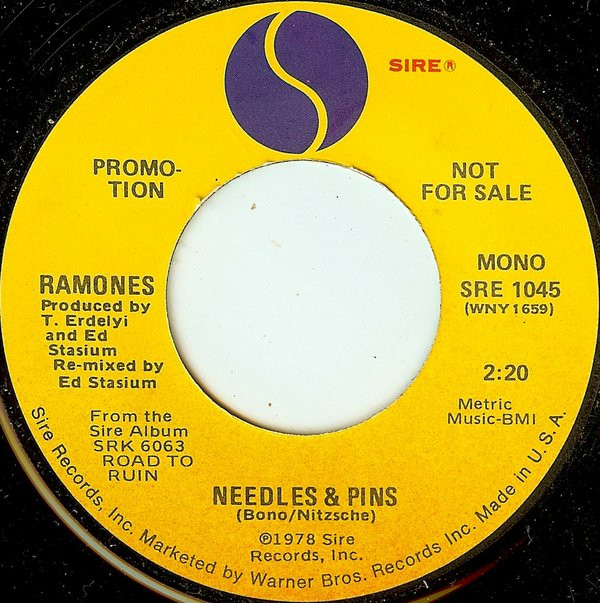 SIRE®
PROMO-
TION
NOT
FOR SALE
RAMONES
Produced by
T. Erdelyi
and Ed
Stasium
Re-mixed by
Ed Stasium
MONO
SRE 1045
(WNY 1659)
2:20
Metric
Music-BMI
From the
Sire Album
SRK 6063
ROAD TO
RUIN
NEEDLES & PINS
(Bono/Nitzsche)
℗1978 Sire
Records, Inc.
Sire Records, Inc. Marketed by Warner Bros. Records Inc. Made in U.S.A.